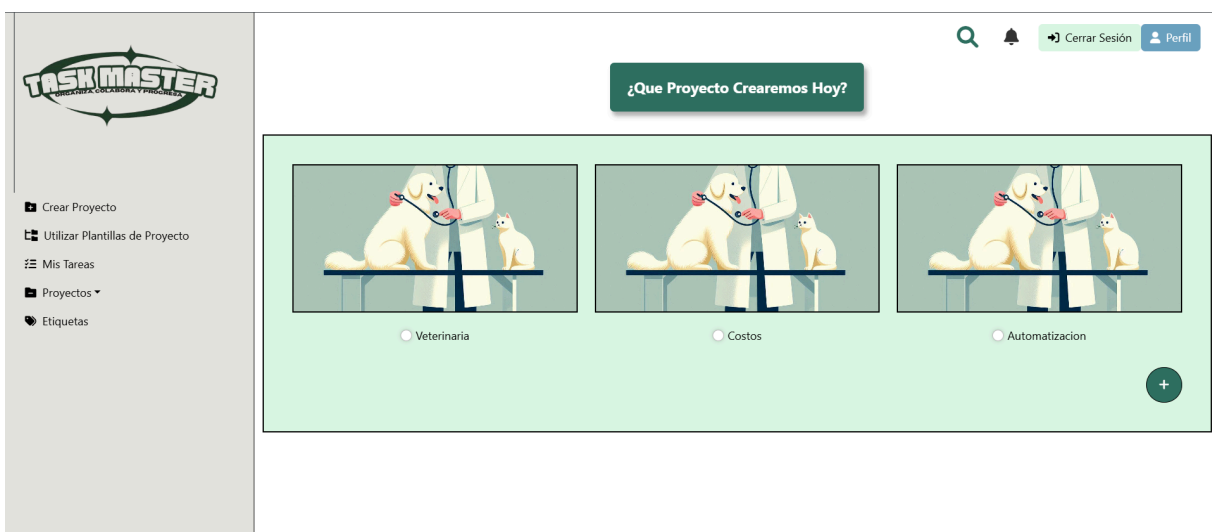 TASK MASTER
ORGANIZA, COLABORA Y PROGRESA
Crear Proyecto
Utilizar Plantillas de Proyecto
Mis Tareas
Proyectos
Etiquetas
Cerrar Sesión
Perfil
¿Que Proyecto Crearemos Hoy?
Veterinaria
Costos
Automatizacion